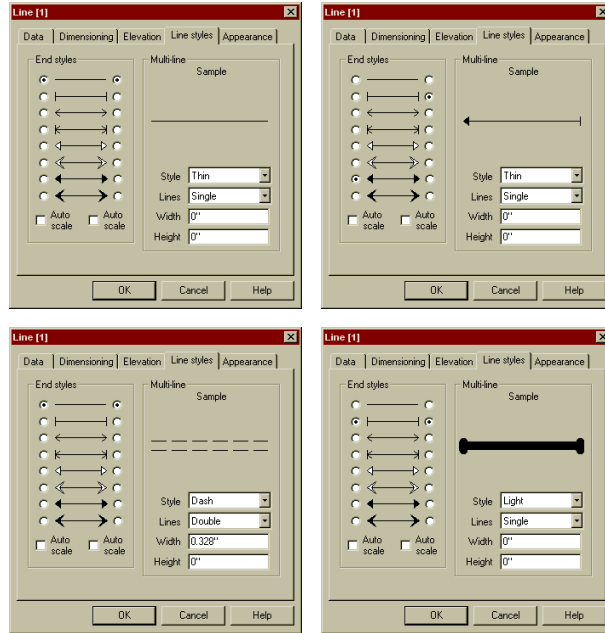 Line [1]
Data Dimensioning Elevation Line styles Appearance
End styles
Multi-line
Sample
Style Thin
Lines Single
Auto scale Auto scale
Width 0"
Height 0"
OK Cancel Help
Line [1]
Data Dimensioning Elevation Line styles Appearance
End styles
Multi-line
Sample
Style Thin
Lines Single
Auto scale Auto scale
Width 0"
Height 0"
OK Cancel Help
Line [1]
Data Dimensioning Elevation Line styles Appearance
End styles
Multi-line
Sample
Style Dash
Lines Double
Auto scale Auto scale
Width 0.328"
Height 0"
OK Cancel Help
Line [1]
Data Dimensioning Elevation Line styles Appearance
End styles
Multi-line
Sample
Style Light
Lines Single
Auto scale Auto scale
Width 0"
Height 0"
OK Cancel Help